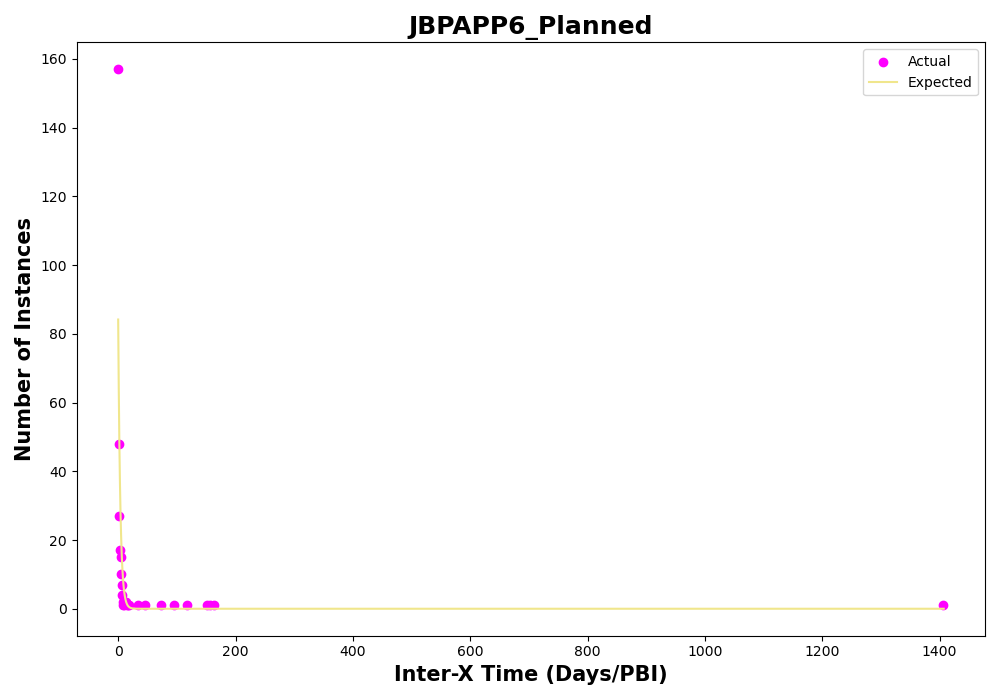 JBPAPP6_Planned
Actual
Expected
Number of Instances
160
140
120
100
80
60
40
20
0
0 200 400 600 800 1000 1200 1400
Inter-X Time (Days/PBI)